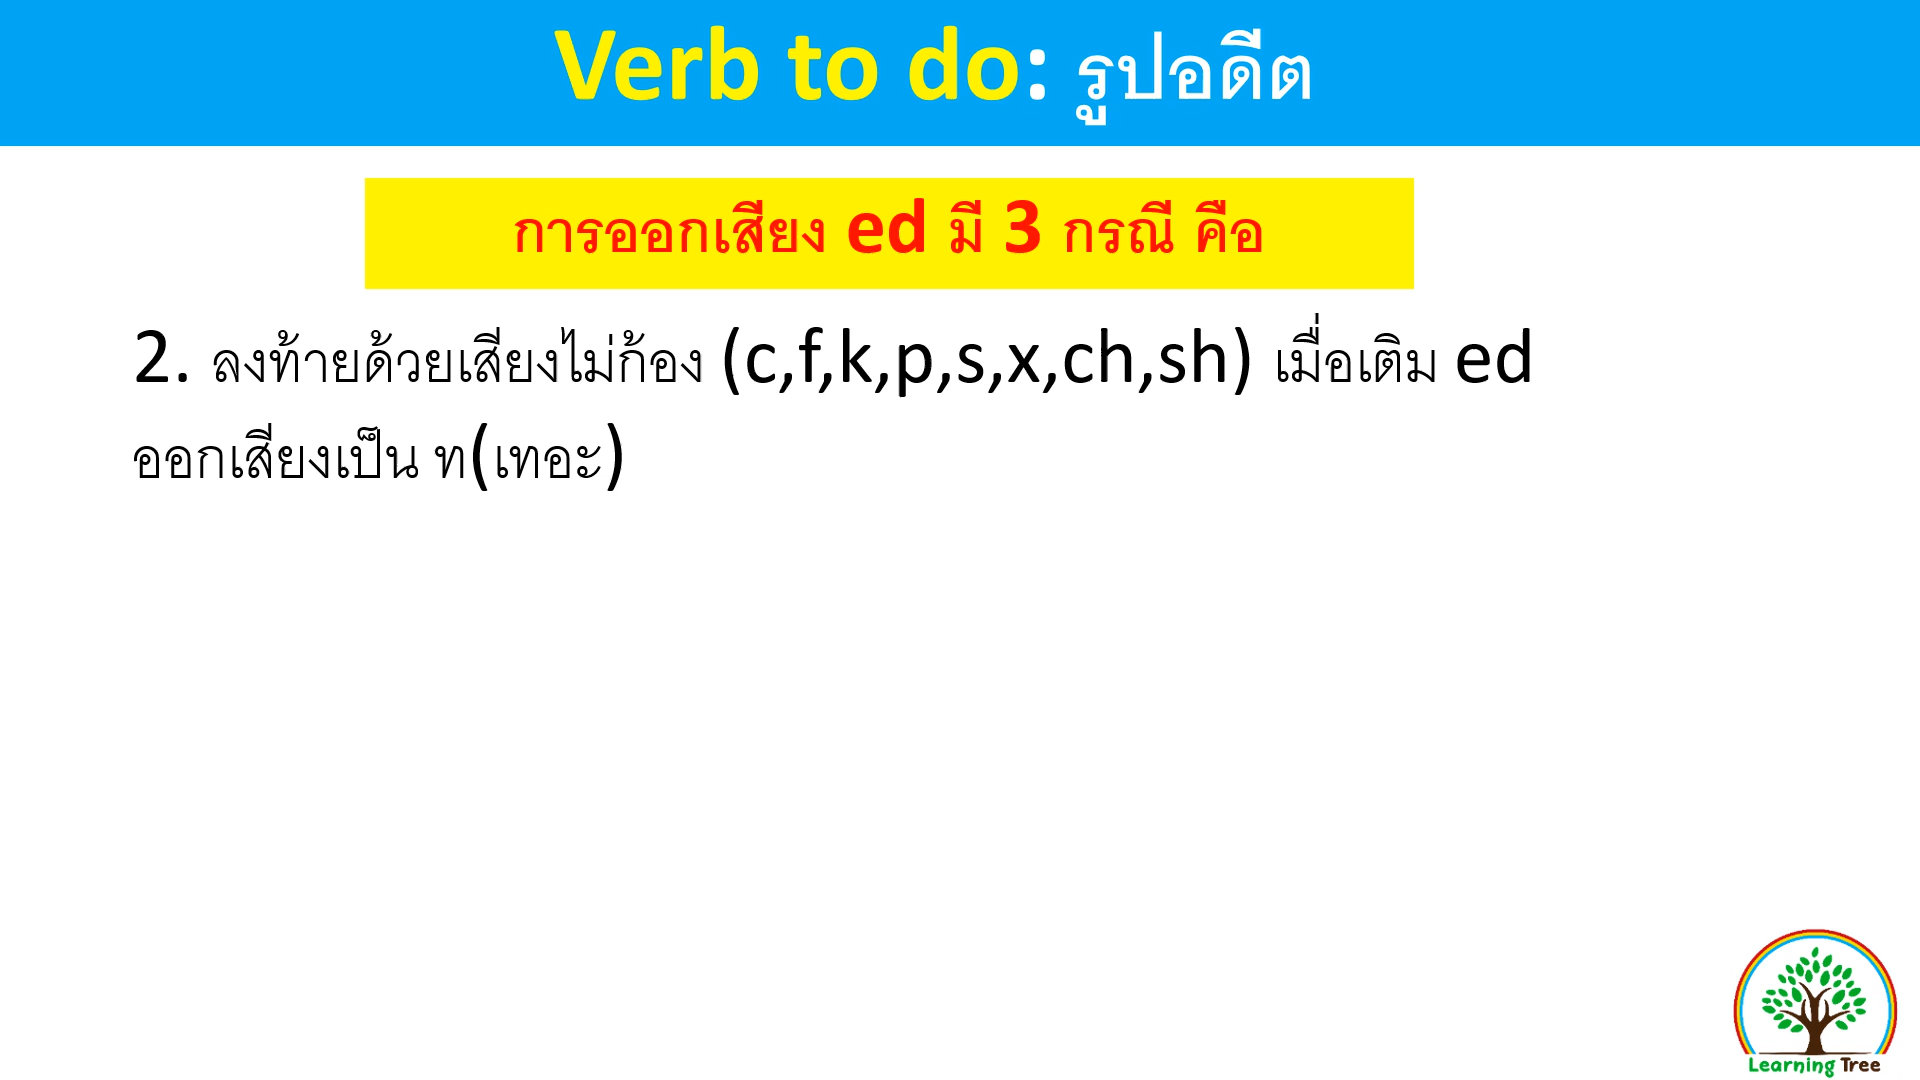 Verb to do: รูปอดีต
การออกเสียง ed มี 3 กรณี คือ
2. ลงท้ายด้วยเสียงไม่ก้อง (c,f,k,p,s,x,ch,sh) เมื่อเติม ed
ออกเสียงเป็น ท(เทอะ)
Learning Tree